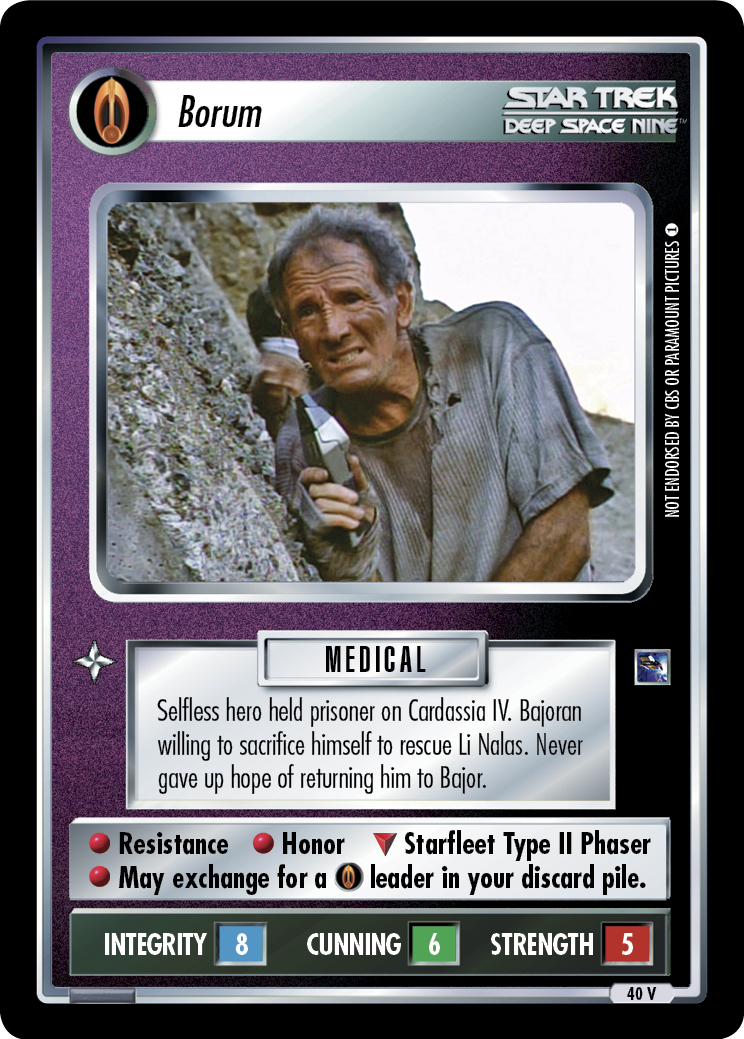 Borum
STAR TREK
DEEP SPACE NINE™
NOT ENDORSED BY CBS OR PARAMOUNT PICTURES 1
MEDICAL
Selfless hero held prisoner on Cardassia IV. Bajoran
willing to sacrifice himself to rescue Li Nalas. Never
gave up hope of returning him to Bajor.
Resistance Honor Starfleet Type II Phaser
May exchange for a leader in your discard pile.
INTEGRITY 8 CUNNING 6 STRENGTH 5
40 V